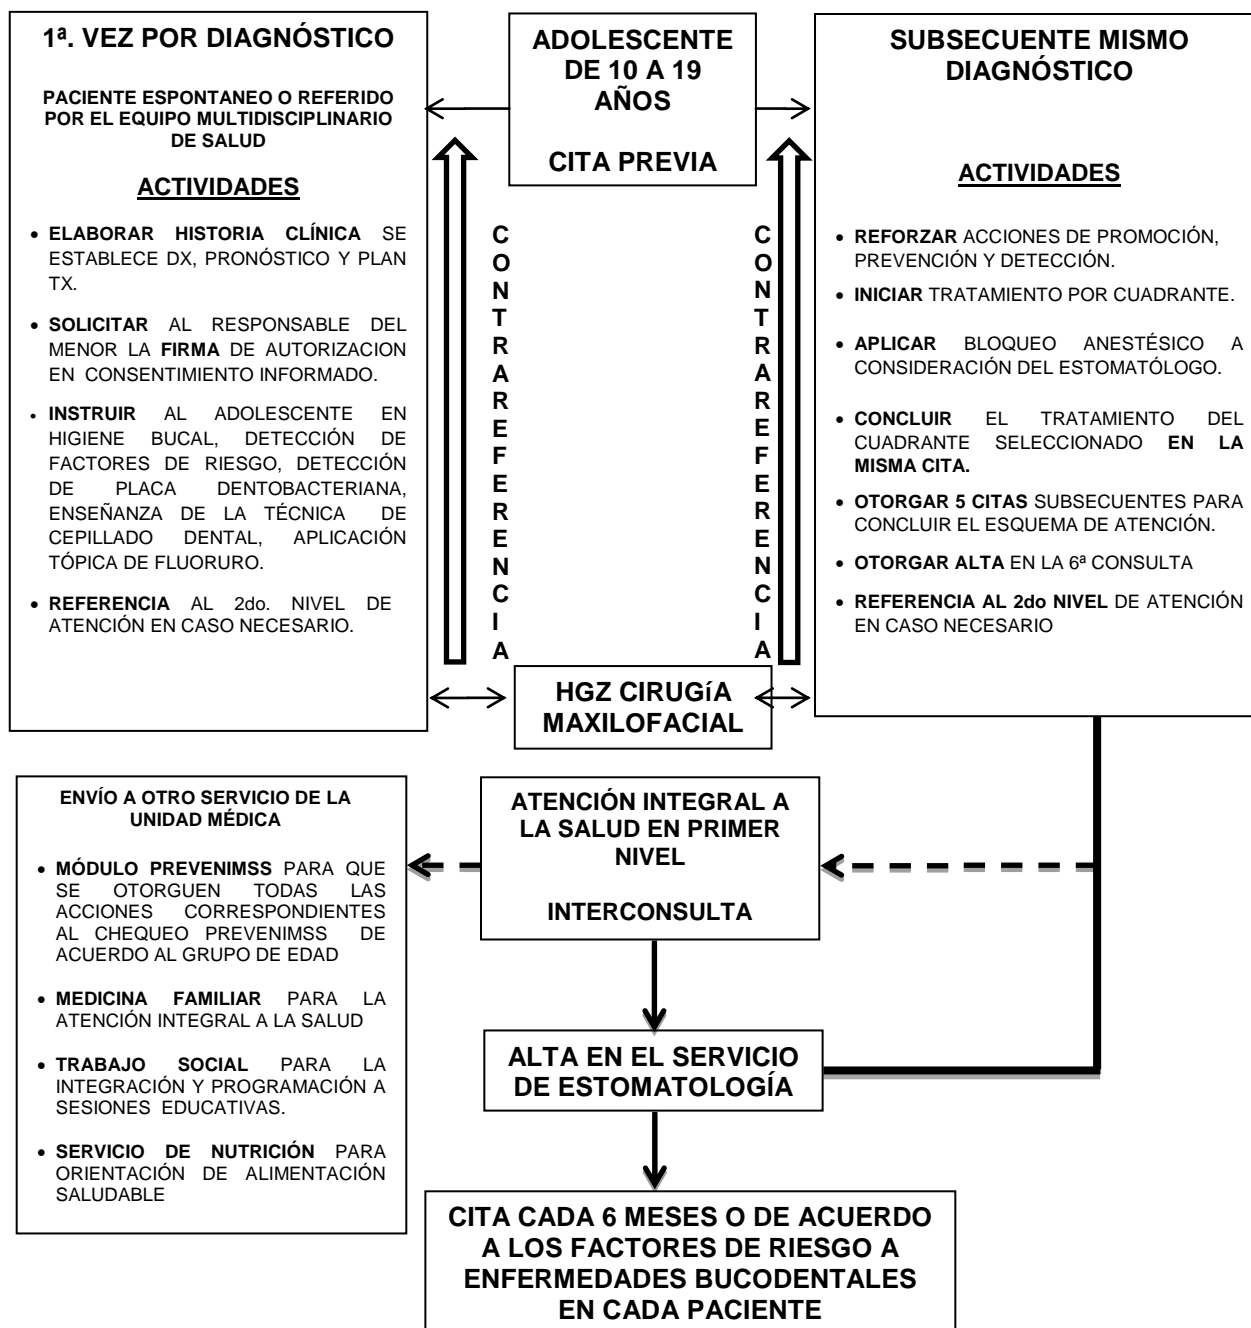 1ª. VEZ POR DIAGNÓSTICO
PACIENTE ESPONTANEO O REFERIDO
POR EL EQUIPO MULTIDISCIPLINARIO
DE SALUD
ACTIVIDADES
• ELABORAR HISTORIA CLÍNICA SE
ESTABLECE DX, PRONÓSTICO Y PLAN
TX.
• SOLICITAR AL RESPONSABLE DEL
MENOR LA FIRMA DE AUTORIZACION
EN CONSENTIMIENTO INFORMADO.
• INSTRUIR AL ADOLESCENTE EN
HIGIENE BUCAL, DETECCIÓN DE
FACTORES DE RIESGO, DETECCIÓN
DE PLACA DENTOBACTERIANA,
ENSEÑANZA DE LA TÉCNICA DE
CEPILLADO DENTAL, APLICACIÓN
TÓPICA DE FLUORURO.
• REFERENCIA AL 2do. NIVEL DE
ATENCIÓN EN CASO NECESARIO.
ADOLESCENTE
DE 10 A 19
AÑOS
CITA PREVIA
CONTRAREFERENCIA
CONTRAREFERENCIA
HGZ CIRUGíA
MAXILOFACIAL
SUBSECUENTE MISMO
DIAGNÓSTICO
ACTIVIDADES
• REFORZAR ACCIONES DE PROMOCIÓN,
PREVENCIÓN Y DETECCIÓN.
• INICIAR TRATAMIENTO POR CUADRANTE.
• APLICAR BLOQUEO ANESTÉSICO A
CONSIDERACIÓN DEL ESTOMATÓLOGO.
• CONCLUIR EL TRATAMIENTO DEL
CUADRANTE SELECCIONADO EN LA
MISMA CITA.
• OTORGAR 5 CITAS SUBSECUENTES PARA
CONCLUIR EL ESQUEMA DE ATENCIÓN.
• OTORGAR ALTA EN LA 6ª CONSULTA
• REFERENCIA AL 2do NIVEL DE ATENCIÓN
EN CASO NECESARIO
ENVÍO A OTRO SERVICIO DE LA
UNIDAD MÉDICA
• MÓDULO PREVENIMSS PARA QUE
SE OTORGUEN TODAS LAS
ACCIONES CORRESPONDIENTES
AL CHEQUEO PREVENIMSS DE
ACUERDO AL GRUPO DE EDAD
• MEDICINA FAMILIAR PARA LA
ATENCIÓN INTEGRAL A LA SALUD
• TRABAJO SOCIAL PARA LA
INTEGRACIÓN Y PROGRAMACIÓN A
SESIONES EDUCATIVAS.
• SERVICIO DE NUTRICIÓN PARA
ORIENTACIÓN DE ALIMENTACIÓN
SALUDABLE
ATENCIÓN INTEGRAL A
LA SALUD EN PRIMER
NIVEL
INTERCONSULTA
ALTA EN EL SERVICIO
DE ESTOMATOLOGÍA
CITA CADA 6 MESES O DE ACUERDO
A LOS FACTORES DE RIESGO A
ENFERMEDADES BUCODENTALES
EN CADA PACIENTE